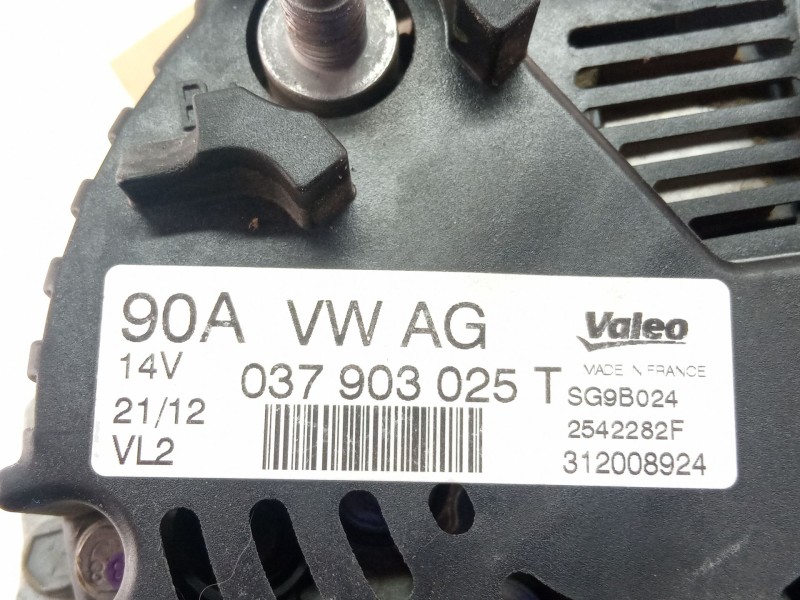 90A VW AG
14V 037 903 025 T
21/12
VL2
Valeo
MADE IN FRANCE
SG9B024
2542282F
312008924